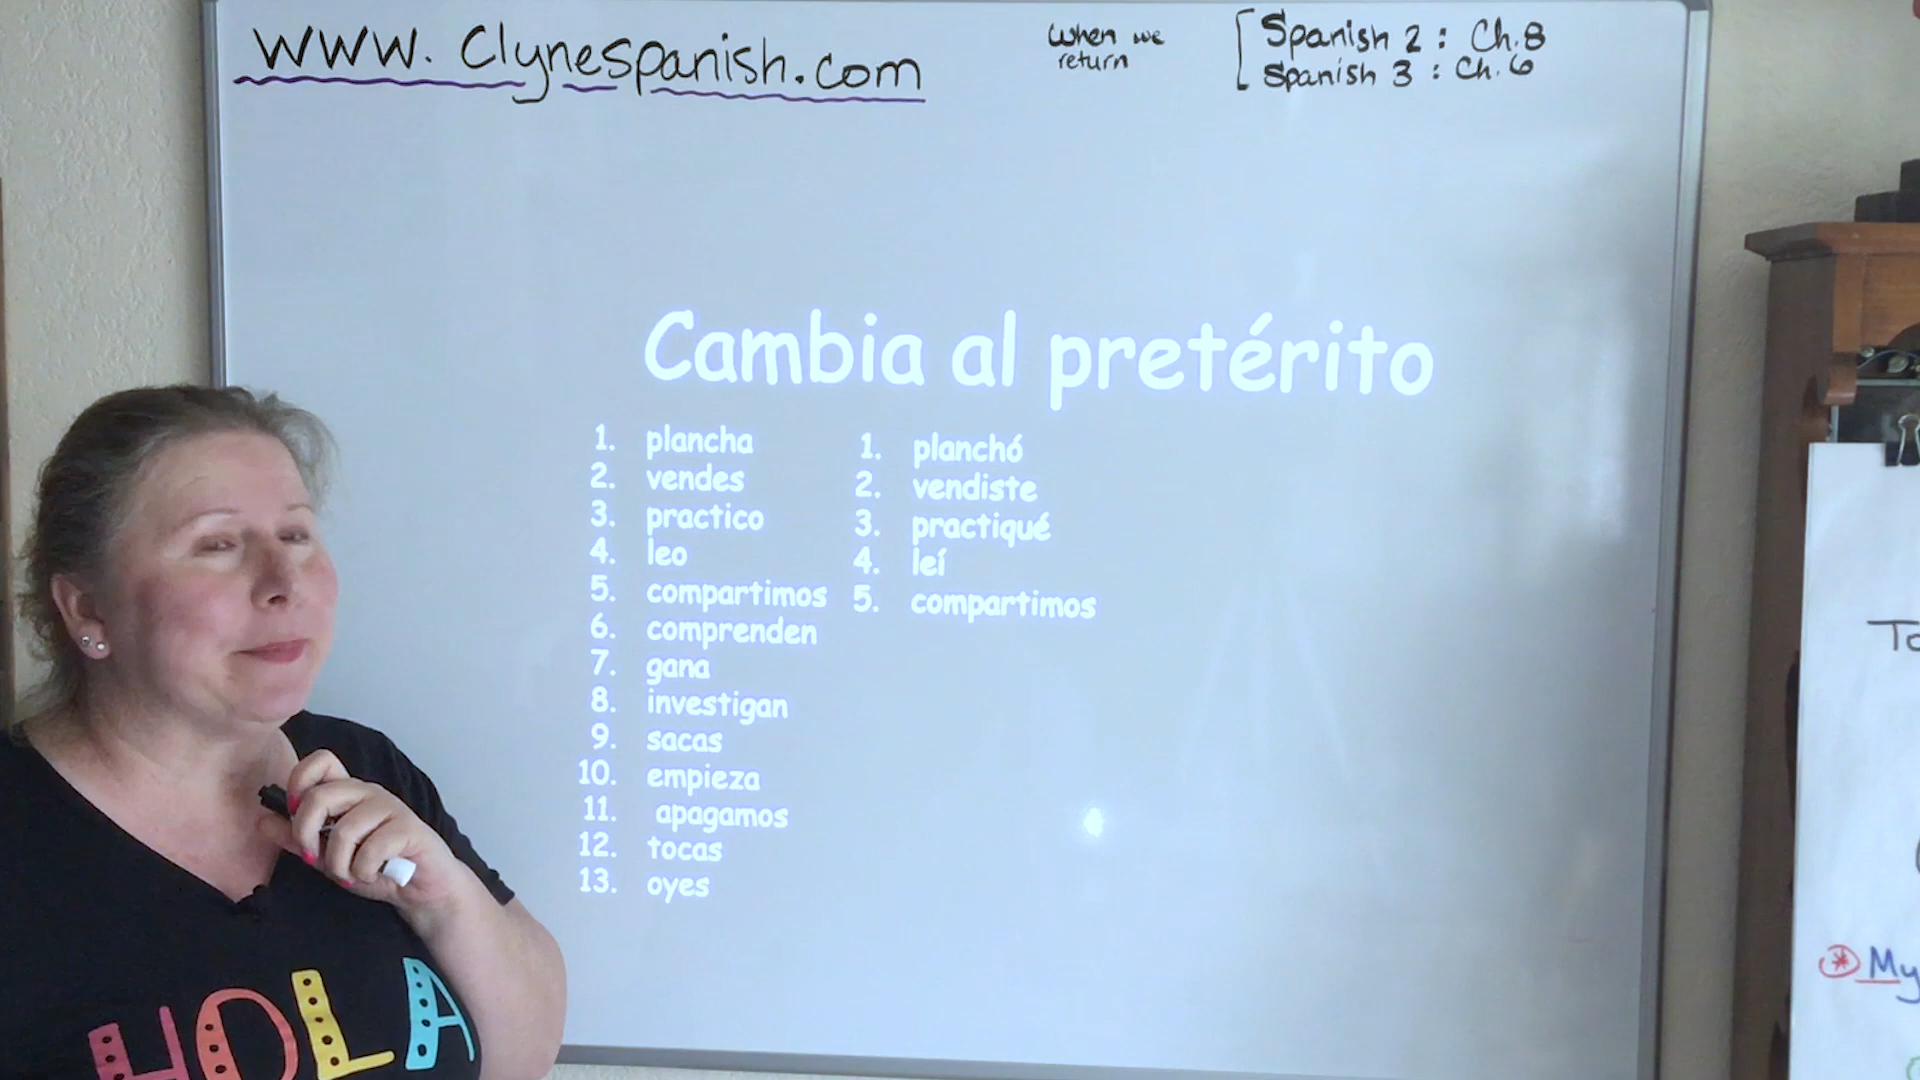 www.Clynespanish.com
When we
return
Spanish 2 : Ch.8
Spanish 3 : Ch.6
Cambia al pretérito
1. plancha
2. vendes
3. practico
4. leo
5. compartimos
6. comprenden
7. gana
8. investigan
9. sacas
10. empieza
11. apagamos
12. tocas
13. oyes
1. planchó
2. vendiste
3. practiqué
4. leí
5. compartimos
HOLA
My